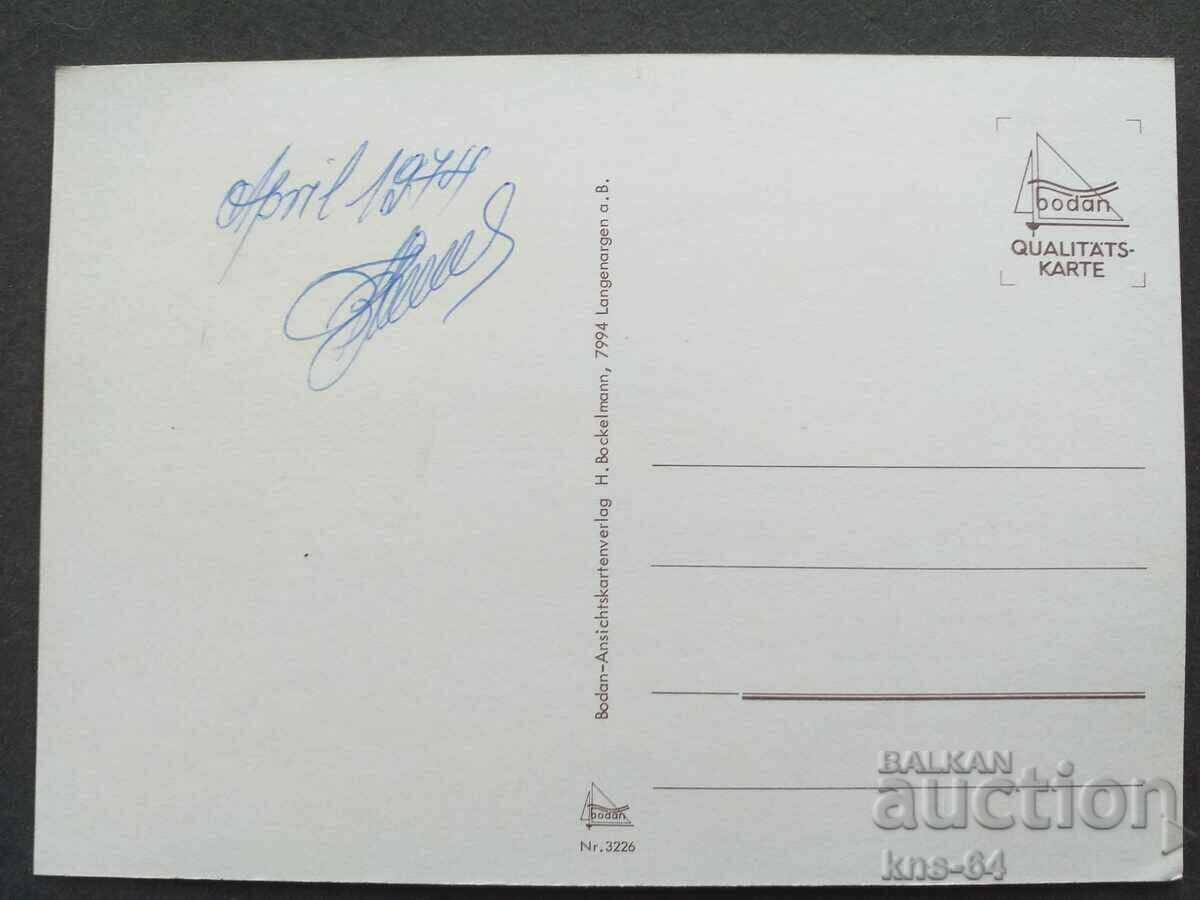 April 1974
bodan
QUALITÄTS-
KARTE
Bodan-Ansichtskartenverlag H. Bockelmann, 7994 Langenargen a.B.
bodan
Nr.3226
BALKAN
auction
kns-64